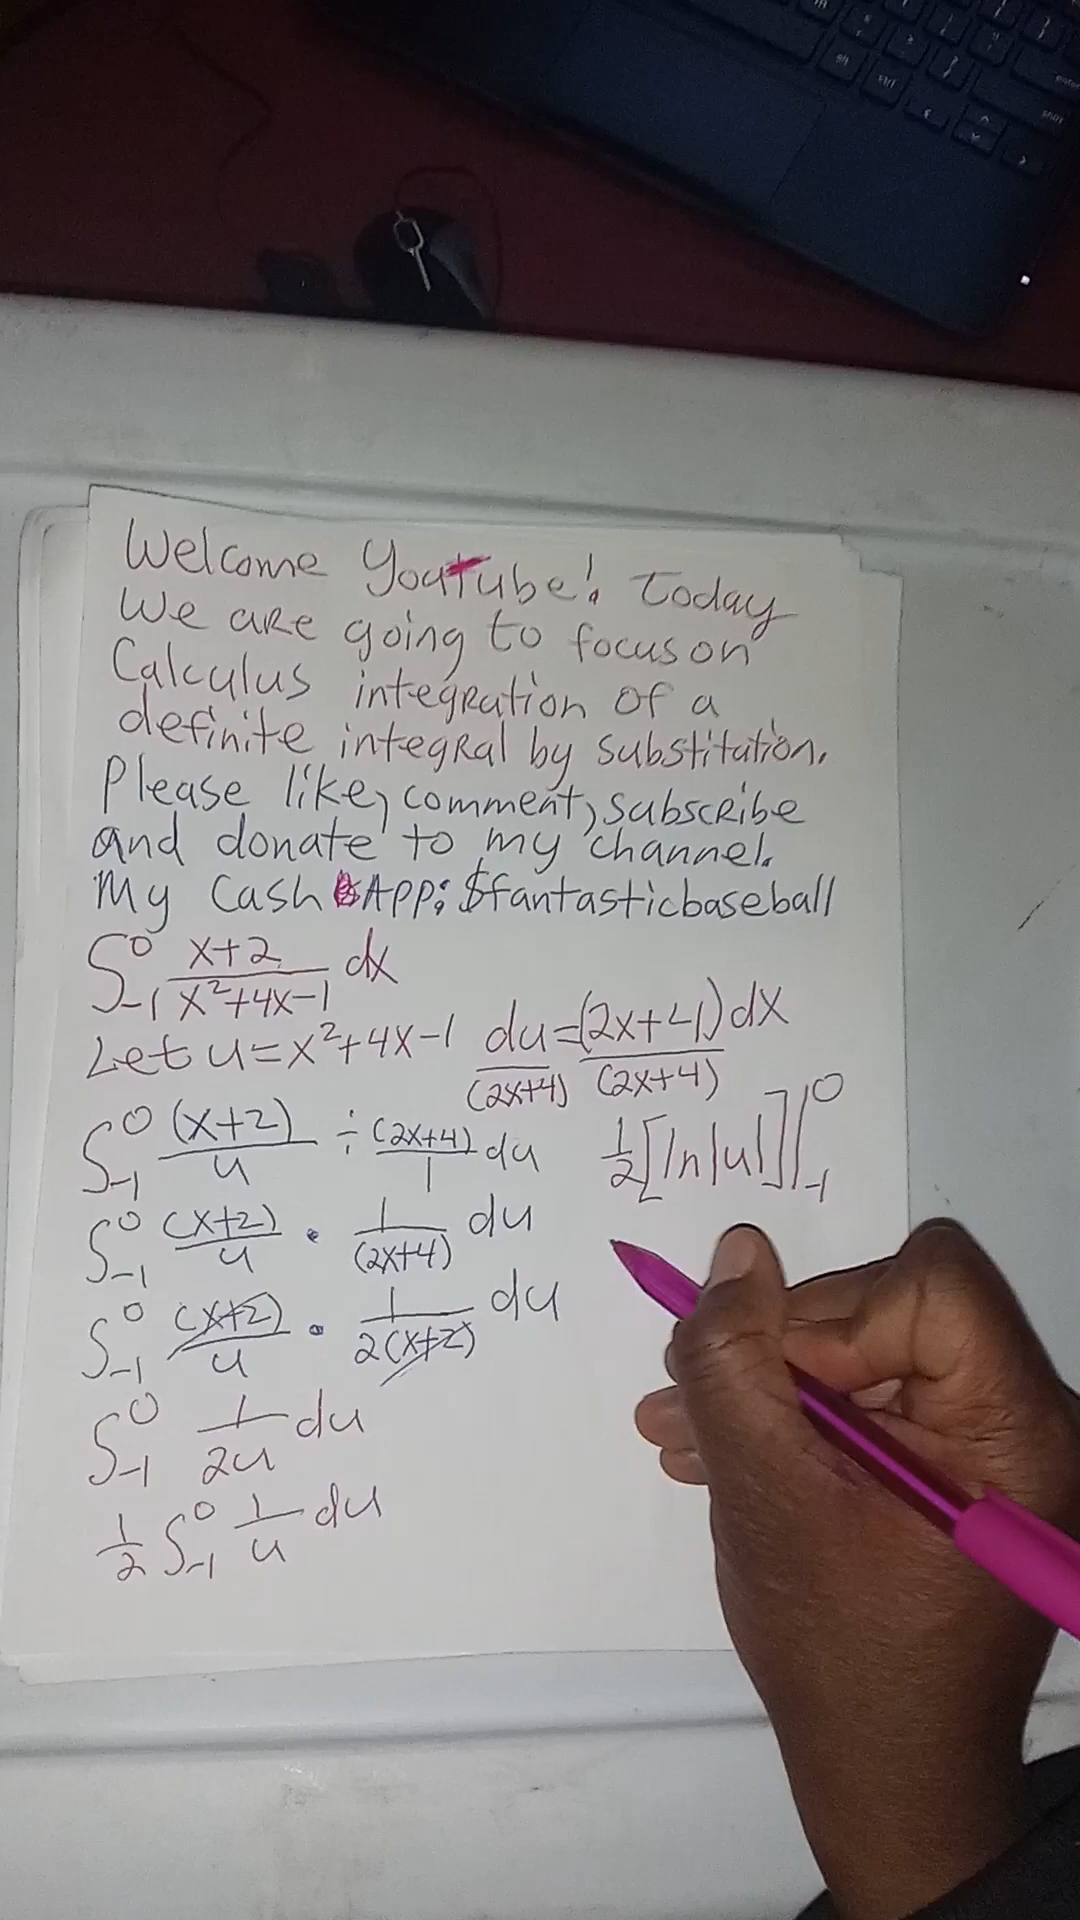 Welcome YouTube! Today
We are going to focus on
Calculus integration of a
definite integral by substitution.
Please like, comment, subscribe
and donate to my channel.
My Cash App: $fantasticbaseball
∫₋₁⁰ (x+2)/(x²+4x-1) dx
Let u=x²+4x-1 du/(2x+4) = (2x+4)dx/(2x+4)
∫₋₁⁰ (x+2)/u ÷ (2x+4)/1 du
½[ln|u|]|₋₁⁰
∫₋₁⁰ (x+2)/u · 1/(2x+4) du
∫₋₁⁰ (x+2)/u · 1/2(x+2) du
∫₋₁⁰ 1/2u du
½ ∫₋₁⁰ 1/u du